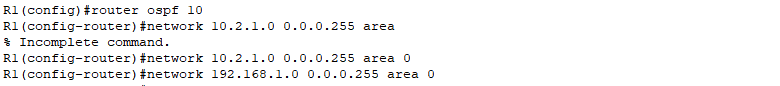 R1(config)#router ospf 10
R1(config-router)#network 10.2.1.0 0.0.0.255 area
% Incomplete command.
R1(config-router)#network 10.2.1.0 0.0.0.255 area 0
R1(config-router)#network 192.168.1.0 0.0.0.255 area 0